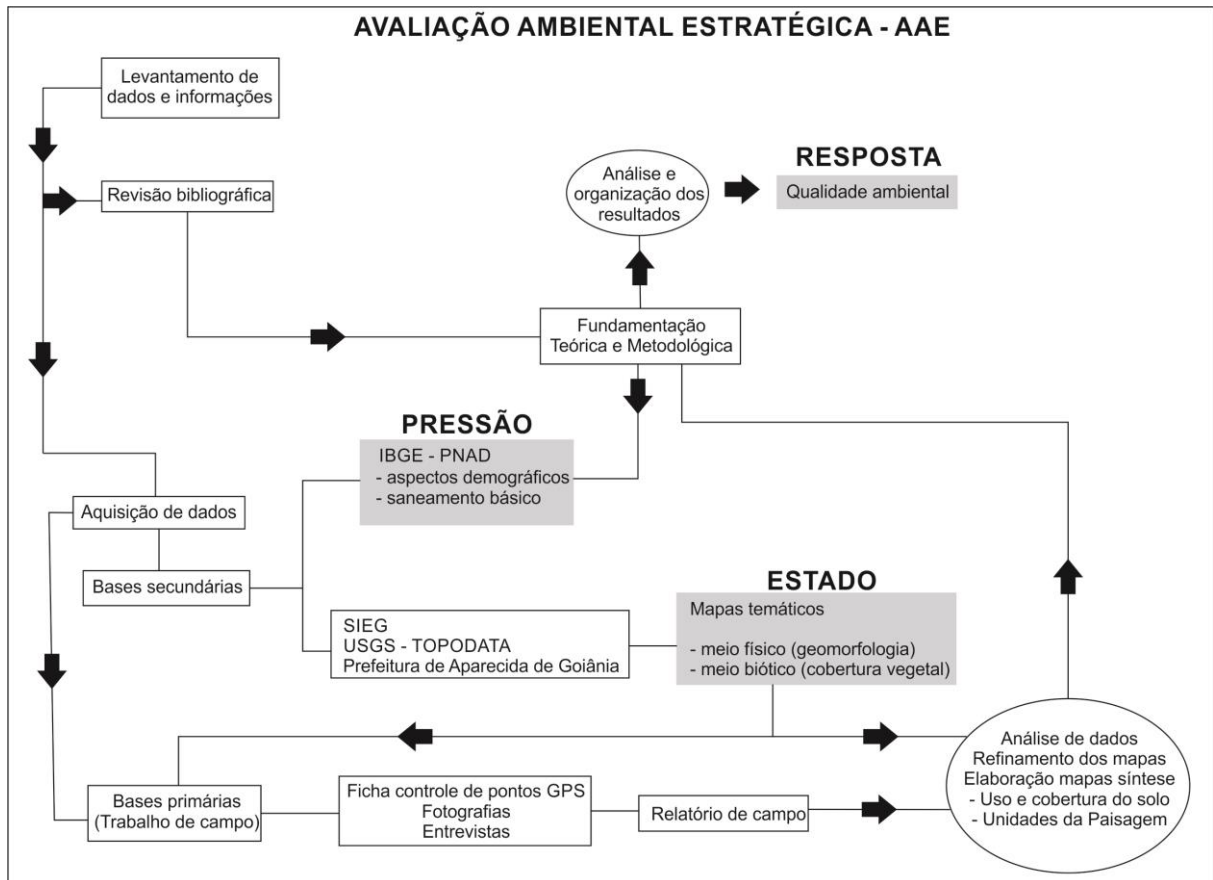 AVALIAÇÃO AMBIENTAL ESTRATÉGICA - AAE
Levantamento de
dados e informações
Revisão bibliográfica
Análise e
organização dos
resultados
RESPOSTA
Qualidade ambiental
Fundamentação
Teórica e Metodológica
PRESSÃO
IBGE - PNAD
- aspectos demográficos
- saneamento básico
Aquisição de dados
Bases secundárias
SIEG
USGS - TOPODATA
Prefeitura de Aparecida de Goiânia
ESTADO
Mapas temáticos
- meio físico (geomorfologia)
- meio biótico (cobertura vegetal)
Bases primárias
(Trabalho de campo)
Ficha controle de pontos GPS
Fotografias
Entrevistas
Relatório de campo
Análise de dados
Refinamento dos mapas
Elaboração mapas síntese
- Uso e cobertura do solo
- Unidades da Paisagem